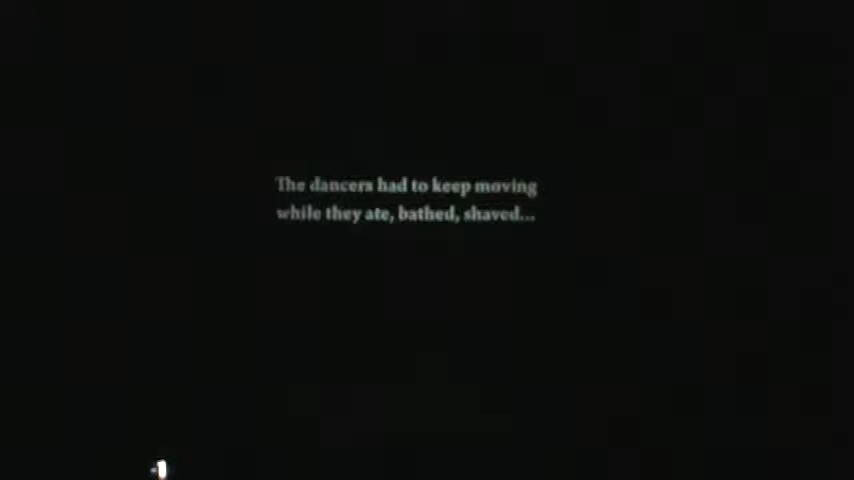 The dancers had to keep moving
while they ate, bathed, shaved...